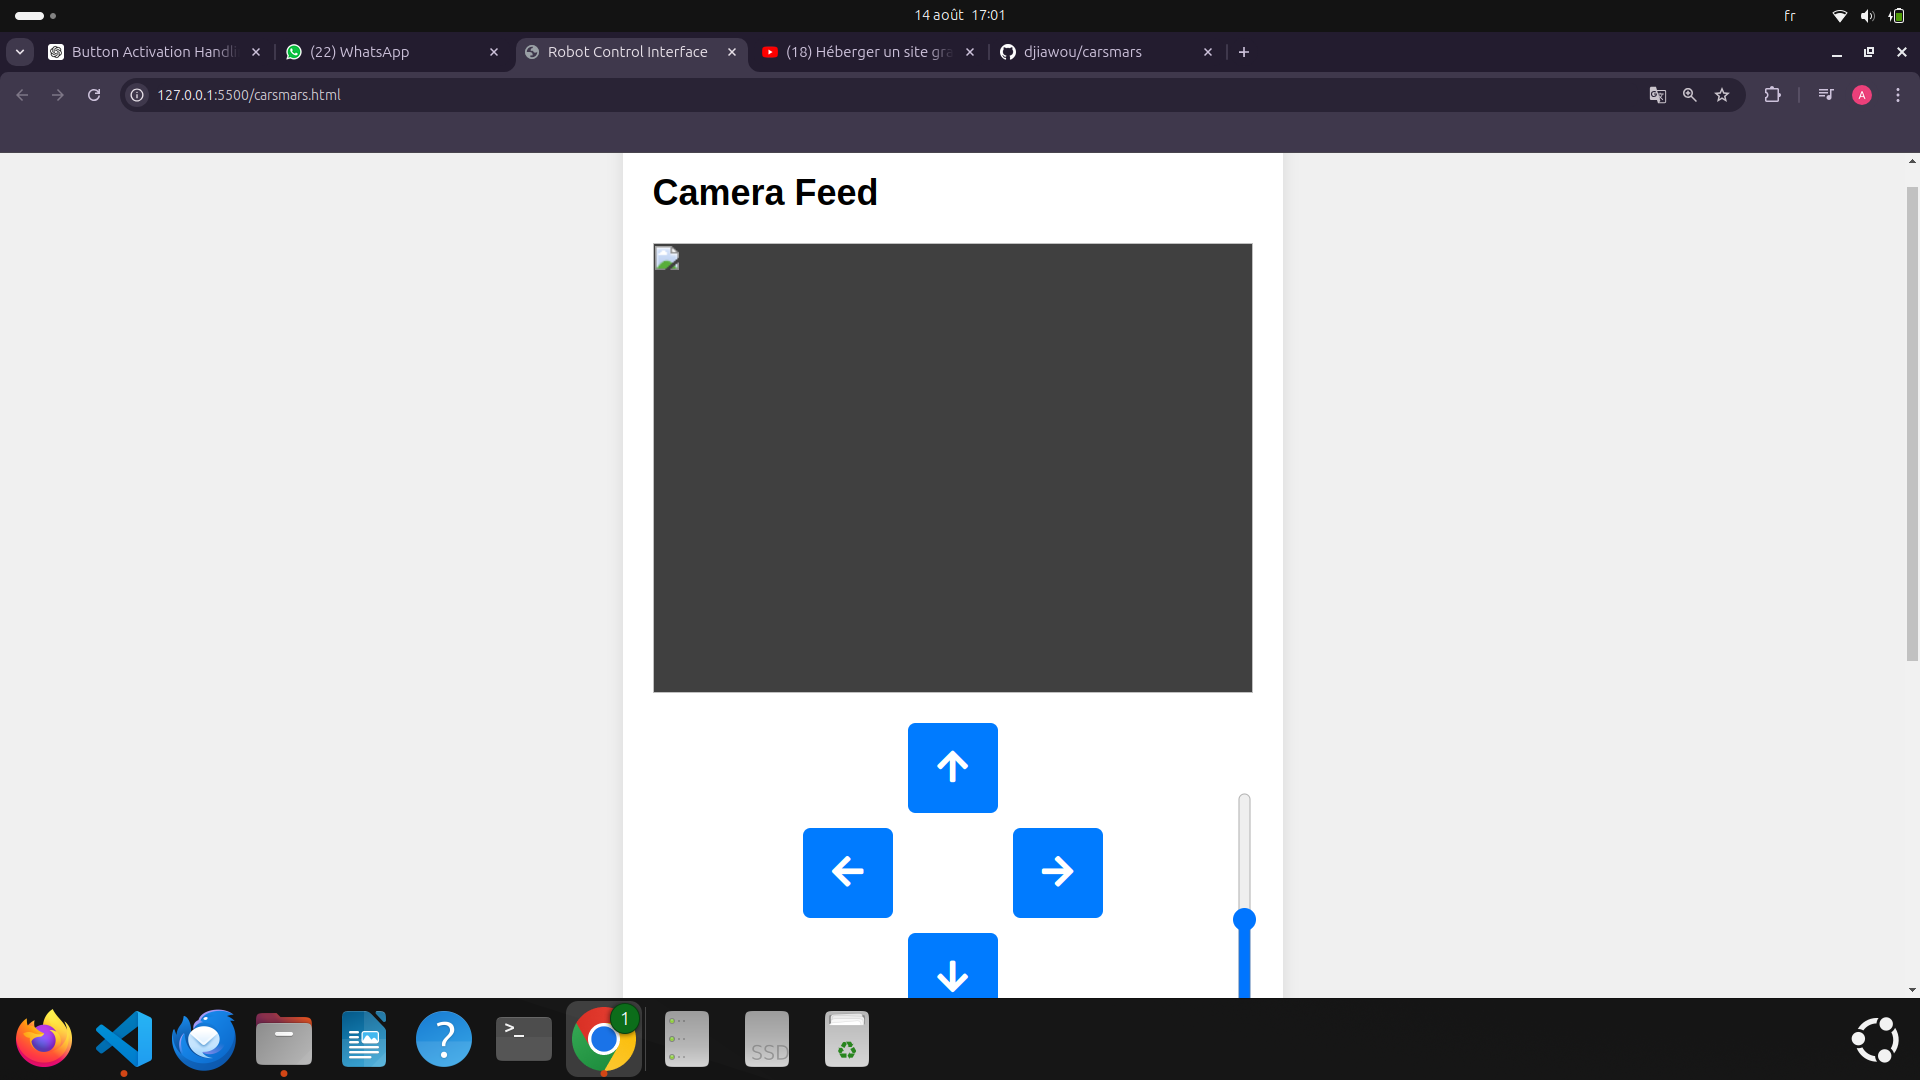 14 août 17:01
fr
Button Activation Handli
(22) WhatsApp
Robot Control Interface
(18) Héberger un site gra
djiawou/carsmars
127.0.0.1:5500/carsmars.html
A
Camera Feed
?
>_
1
SSD